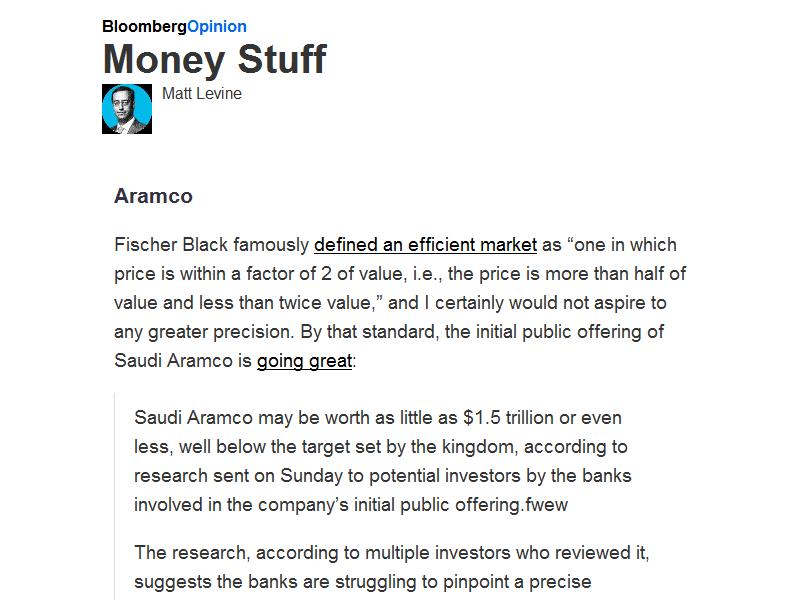 BloombergOpinion
Money Stuff
Matt Levine
Aramco
Fischer Black famously defined an efficient market as “one in which
price is within a factor of 2 of value, i.e., the price is more than half of
value and less than twice value,” and I certainly would not aspire to
any greater precision. By that standard, the initial public offering of
Saudi Aramco is going great:
Saudi Aramco may be worth as little as $1.5 trillion or even
less, well below the target set by the kingdom, according to
research sent on Sunday to potential investors by the banks
involved in the company’s initial public offering.fwew
The research, according to multiple investors who reviewed it,
suggests the banks are struggling to pinpoint a precise